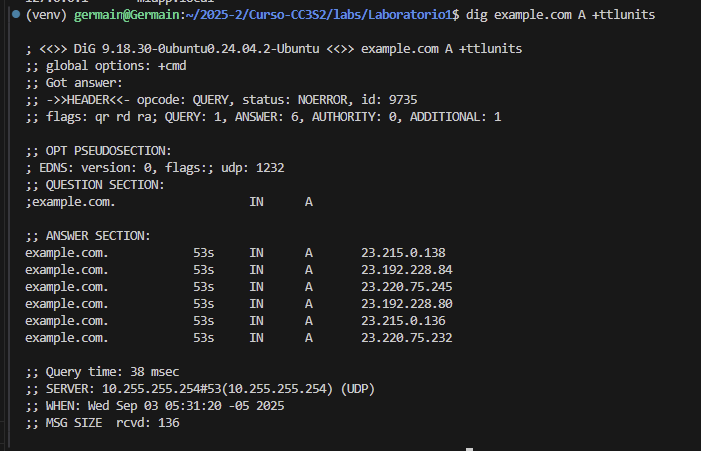 (venv) germain@Germain:~/2025-2/Curso-CC3S2/labs/Laboratorio1$ dig example.com A +ttlunits
; <<>> DiG 9.18.30-0ubuntu0.24.04.2-Ubuntu <<>> example.com A +ttlunits
;; global options: +cmd
;; Got answer:
;; ->>HEADER<<- opcode: QUERY, status: NOERROR, id: 9735
;; flags: qr rd ra; QUERY: 1, ANSWER: 6, AUTHORITY: 0, ADDITIONAL: 1
;; OPT PSEUDOSECTION:
; EDNS: version: 0, flags:; udp: 1232
;; QUESTION SECTION:
;example.com. IN A
;; ANSWER SECTION:
example.com. 53s IN A 23.215.0.138
example.com. 53s IN A 23.192.228.84
example.com. 53s IN A 23.220.75.245
example.com. 53s IN A 23.192.228.80
example.com. 53s IN A 23.215.0.136
example.com. 53s IN A 23.220.75.232
;; Query time: 38 msec
;; SERVER: 10.255.255.254#53(10.255.255.254) (UDP)
;; WHEN: Wed Sep 03 05:31:20 -05 2025
;; MSG SIZE rcvd: 136